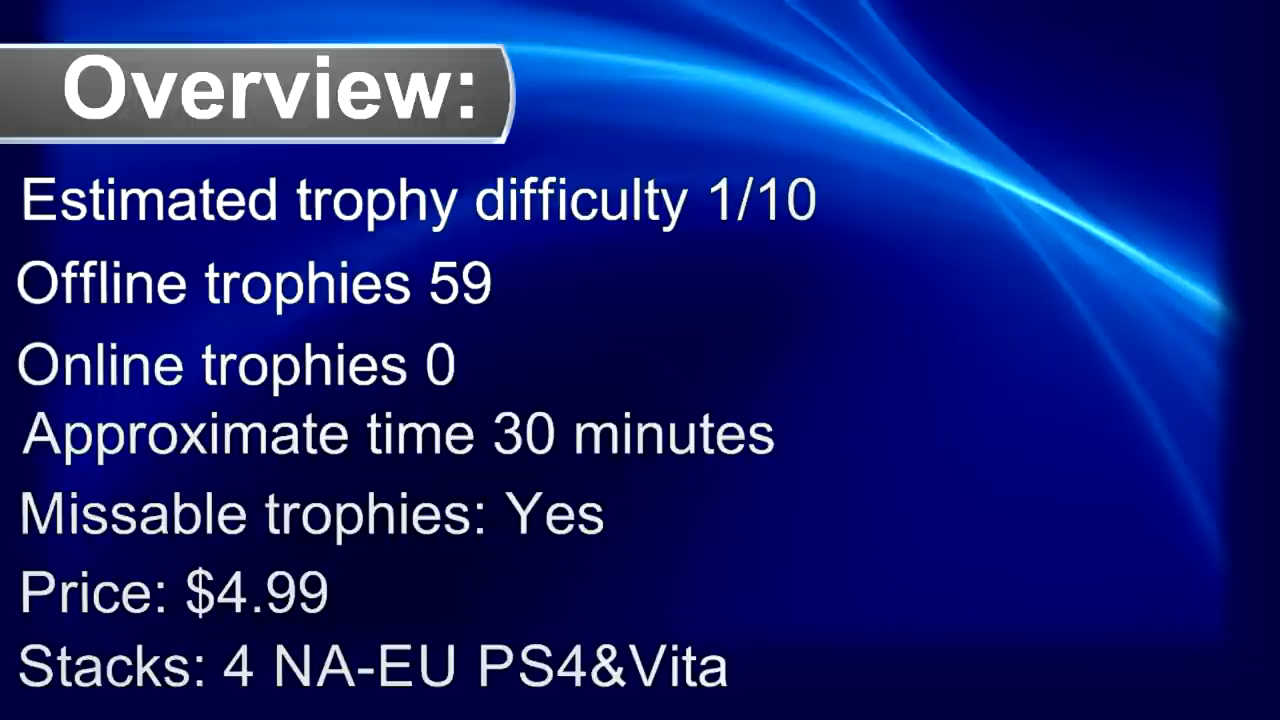 Overview:
Estimated trophy difficulty 1/10
Offline trophies 59
Online trophies 0
Approximate time 30 minutes
Missable trophies: Yes
Price: $4.99
Stacks: 4 NA-EU PS4&Vita